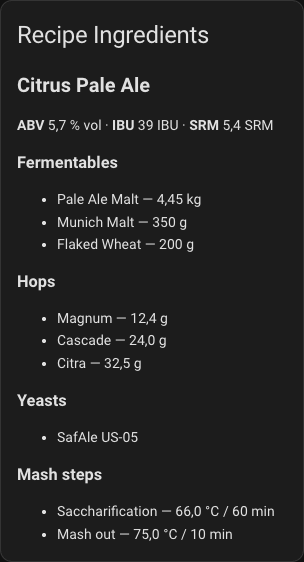 Recipe Ingredients
Citrus Pale Ale
ABV 5,7 % vol · IBU 39 IBU · SRM 5,4 SRM
Fermentables
• Pale Ale Malt — 4,45 kg
• Munich Malt — 350 g
• Flaked Wheat — 200 g
Hops
• Magnum — 12,4 g
• Cascade — 24,0 g
• Citra — 32,5 g
Yeasts
• SafAle US-05
Mash steps
• Saccharification — 66,0 °C / 60 min
• Mash out — 75,0 °C / 10 min